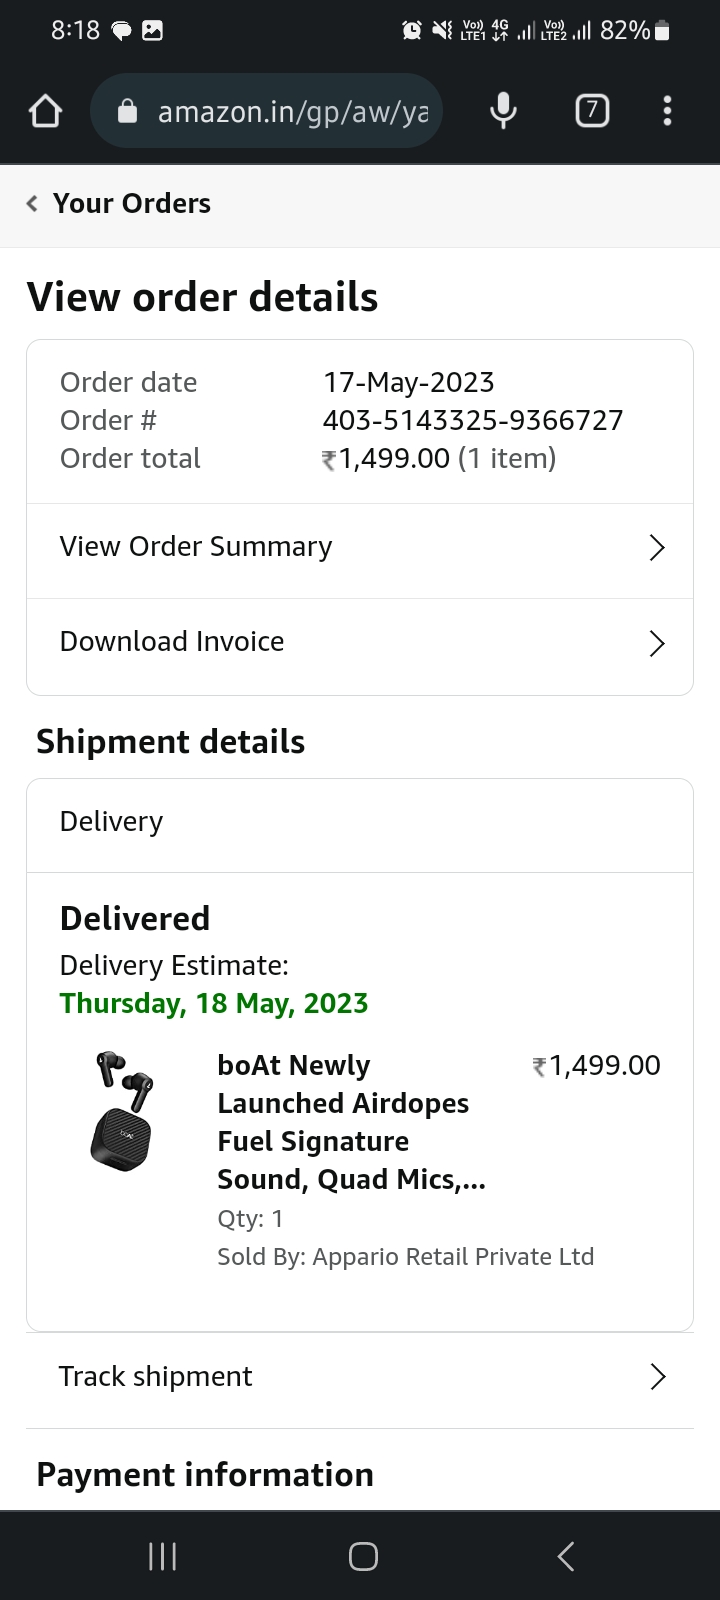 8:18
Vo)) LTE1 4G Vo)) LTE2 82%
amazon.in/gp/aw/ya
7
Your Orders
View order details
Order date 17-May-2023
Order # 403-5143325-9366727
Order total ₹1,499.00 (1 item)
View Order Summary
Download Invoice
Shipment details
Delivery
Delivered
Delivery Estimate:
Thursday, 18 May, 2023
boAt Newly ₹1,499.00
Launched Airdopes
Fuel Signature
Sound, Quad Mics,...
Qty: 1
Sold By: Appario Retail Private Ltd
boAt
Track shipment
Payment information